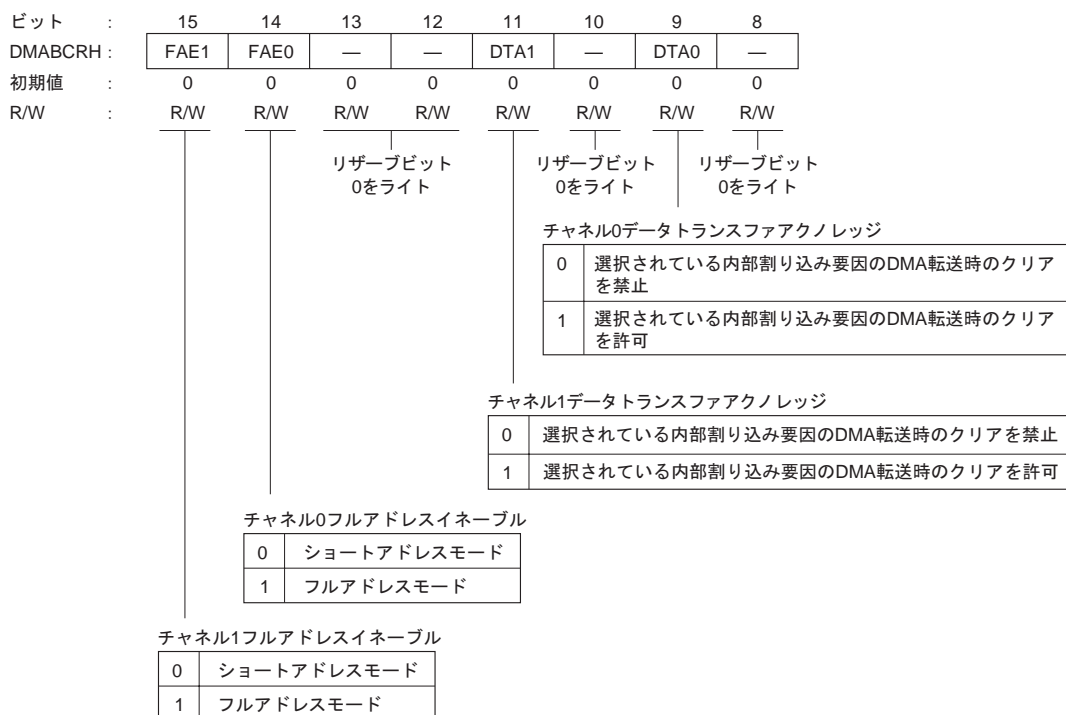 ビット : 15 14 13 12 11 10 9 8
DMABCRH : FAE1 FAE0 — — DTA1 — DTA0 —
初期値 : 0 0 0 0 0 0 0 0
R/W : R/W R/W R/W R/W R/W R/W R/W R/W
リザーブビット リザーブビット リザーブビット
0をライト 0をライト 0をライト
チャネル0データトランスファアクノレッジ
0 選択されている内部割り込み要因のDMA転送時のクリア
を禁止
1 選択されている内部割り込み要因のDMA転送時のクリア
を許可
チャネル1データトランスファアクノレッジ
0 選択されている内部割り込み要因のDMA転送時のクリアを禁止
1 選択されている内部割り込み要因のDMA転送時のクリアを許可
チャネル0フルアドレスイネーブル
0 ショートアドレスモード
1 フルアドレスモード
チャネル1フルアドレスイネーブル
0 ショートアドレスモード
1 フルアドレスモード